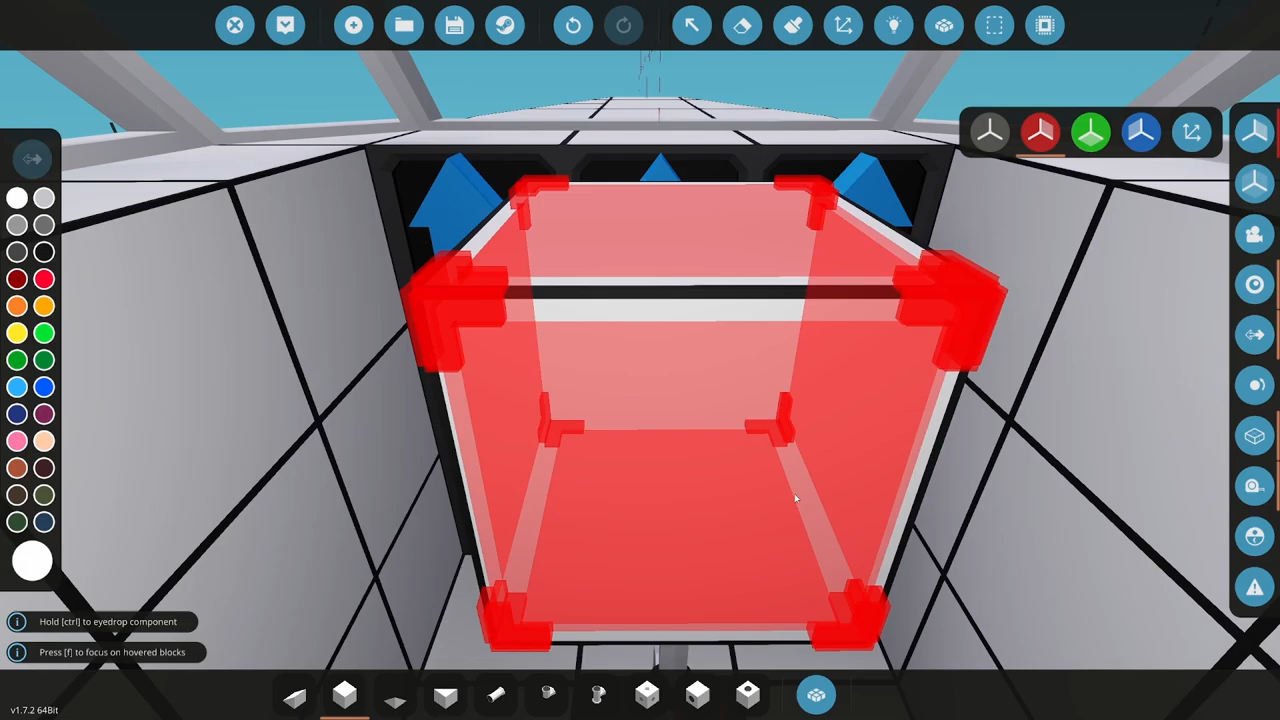 Hold [ctrl] to eyedrop component
Press [f] to focus on hovered blocks
v1.7.2 64Bit